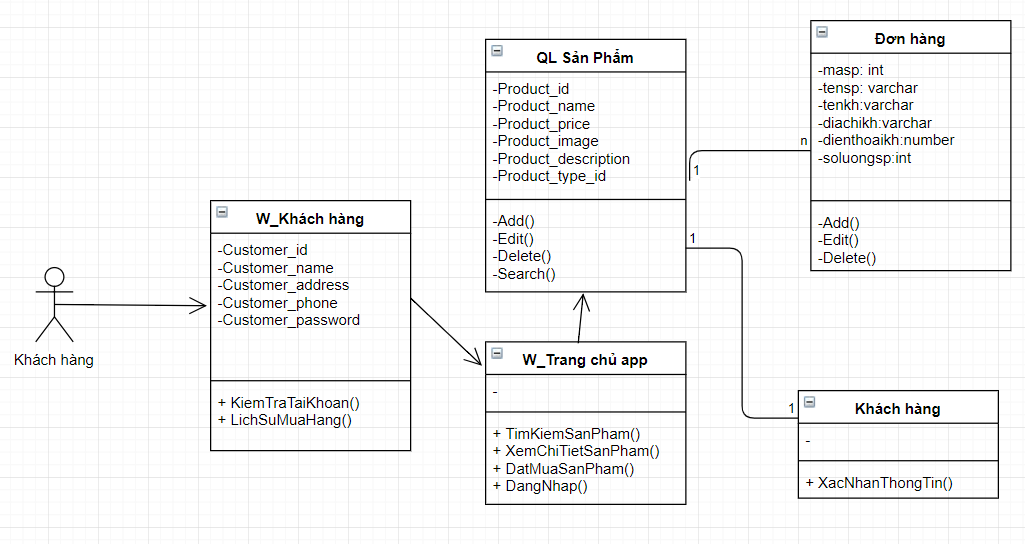 Khách hàng
W_Khách hàng
-Customer_id
-Customer_name
-Customer_address
-Customer_phone
-Customer_password
+ KiemTraTaiKhoan()
+ LichSuMuaHang()
QL Sản Phẩm
-Product_id
-Product_name
-Product_price
-Product_image
-Product_description
-Product_type_id
-Add()
-Edit()
-Delete()
-Search()
W_Trang chủ app
-
+ TimKiemSanPham()
+ XemChiTietSanPham()
+ DatMuaSanPham()
+ DangNhap()
1
n
1
1
Đơn hàng
-masp: int
-tensp: varchar
-tenkh:varchar
-diachikh:varchar
-dienthoaikh:number
-soluongsp:int
-Add()
-Edit()
-Delete()
Khách hàng
-
+ XacNhanThongTin()